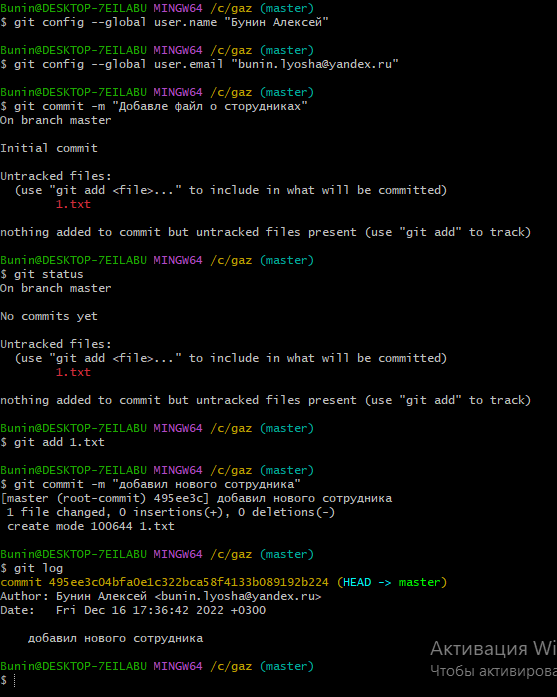 Bunin@DESKTOP-7EILABU MINGW64 /c/gaz (master)
$ git config --global user.name "Бунин Алексей"
Bunin@DESKTOP-7EILABU MINGW64 /c/gaz (master)
$ git config --global user.email "bunin.lyosha@yandex.ru"
Bunin@DESKTOP-7EILABU MINGW64 /c/gaz (master)
$ git commit -m "Добавле файл о сторудниках"
On branch master
Initial commit
Untracked files:
  (use "git add <file>..." to include in what will be committed)
        1.txt
nothing added to commit but untracked files present (use "git add" to track)
Bunin@DESKTOP-7EILABU MINGW64 /c/gaz (master)
$ git status
On branch master
No commits yet
Untracked files:
  (use "git add <file>..." to include in what will be committed)
        1.txt
nothing added to commit but untracked files present (use "git add" to track)
Bunin@DESKTOP-7EILABU MINGW64 /c/gaz (master)
$ git add 1.txt
Bunin@DESKTOP-7EILABU MINGW64 /c/gaz (master)
$ git commit -m "добавил нового сотрудника"
[master (root-commit) 495ee3c] добавил нового сотрудника
 1 file changed, 0 insertions(+), 0 deletions(-)
 create mode 100644 1.txt
Bunin@DESKTOP-7EILABU MINGW64 /c/gaz (master)
$ git log
commit 495ee3c04bfa0e1c322bca58f4133b089192b224 (HEAD -> master)
Author: Бунин Алексей <bunin.lyosha@yandex.ru>
Date:   Fri Dec 16 17:36:42 2022 +0300
    добавил нового сотрудника
Bunin@DESKTOP-7EILABU MINGW64 /c/gaz (master)
$
Активация Wi
Чтобы активирова